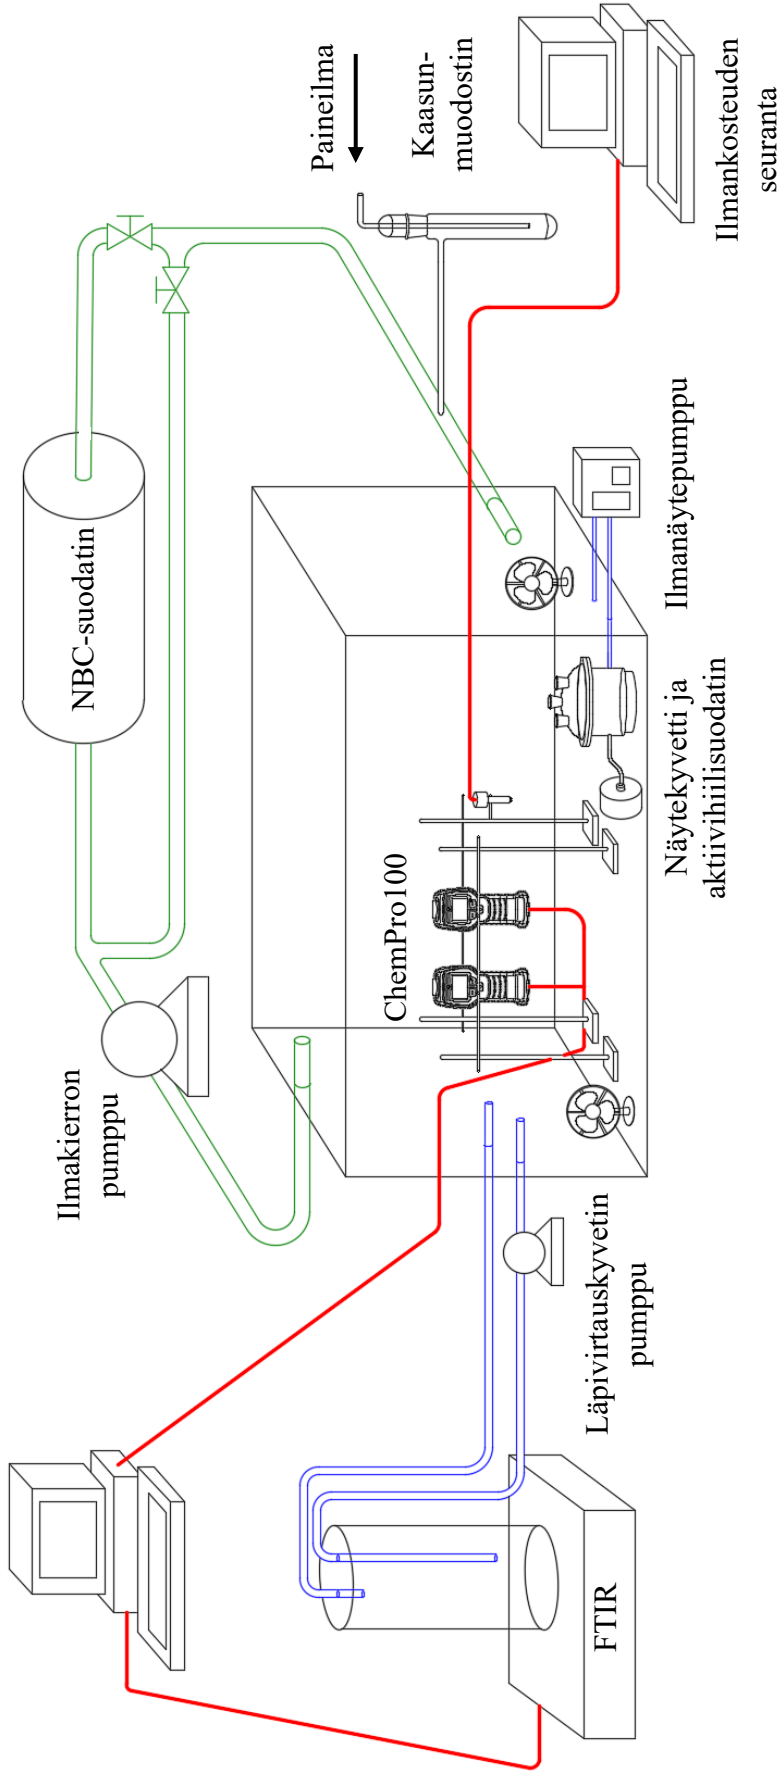 Ilmakierron
pumppu
NBC-suodatin
Paineilma
ChemPro100
Kaasun-
muodostin
FTIR
Läpivirtauskyvetin
pumppu
Näytekyvetti ja
aktiivihiilisuodatin
Ilmanäytepumppu
Ilmankosteuden
seuranta